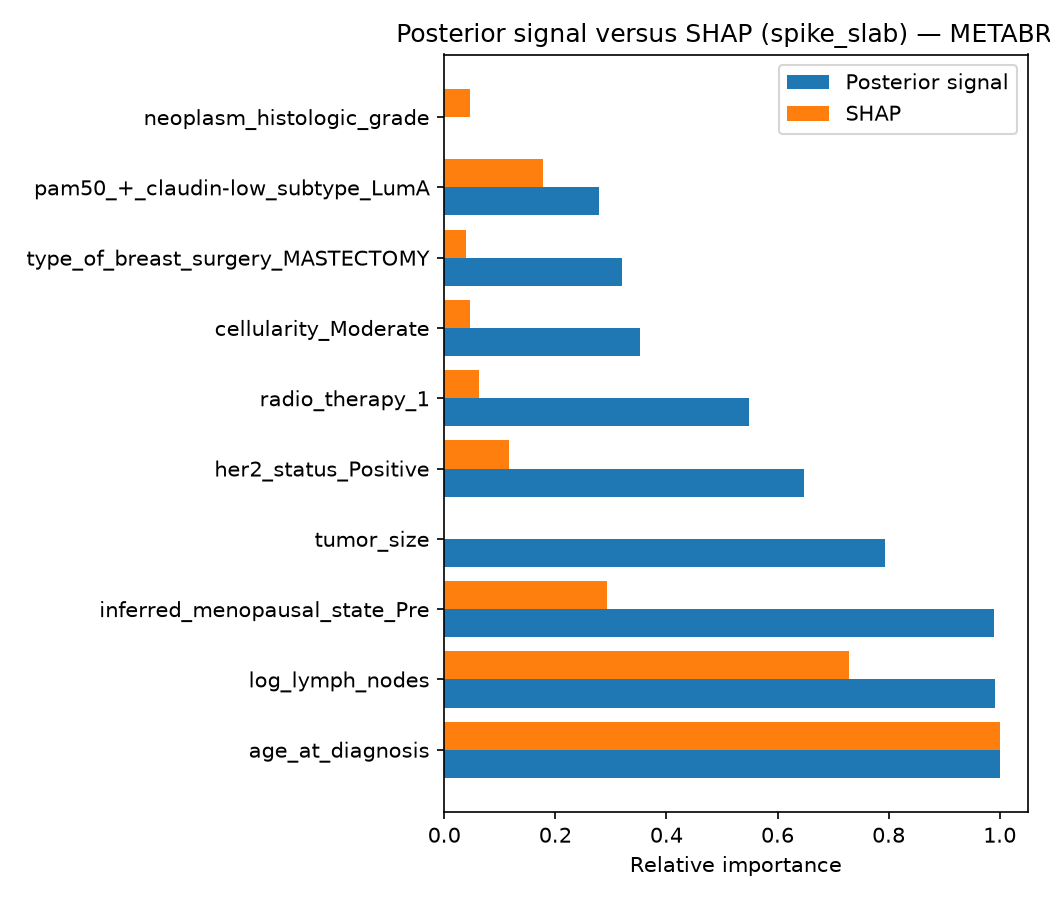 Posterior signal versus SHAP (spike_slab) — METABR
Posterior signal
SHAP
neoplasm_histologic_grade
pam50_+_claudin-low_subtype_LumA
type_of_breast_surgery_MASTECTOMY
cellularity_Moderate
radio_therapy_1
her2_status_Positive
tumor_size
inferred_menopausal_state_Pre
log_lymph_nodes
age_at_diagnosis
0.0 0.2 0.4 0.6 0.8 1.0
Relative importance